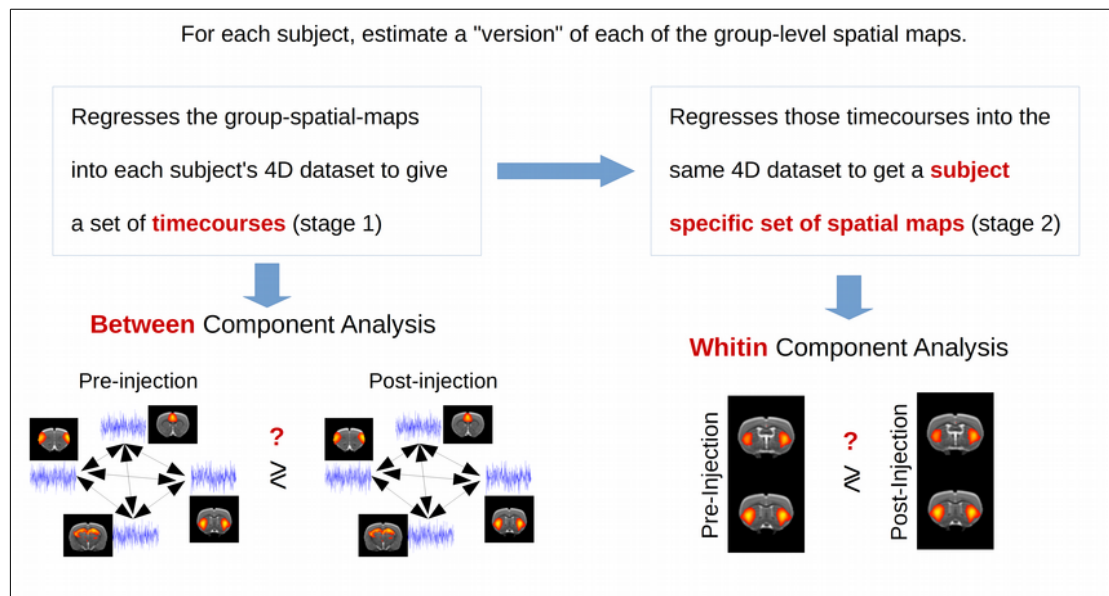 For each subject, estimate a "version" of each of the group-level spatial maps.
Regresses the group-spatial-maps
into each subject's 4D dataset to give
a set of timecourses (stage 1)
Regresses those timecourses into the
same 4D dataset to get a subject
specific set of spatial maps (stage 2)
Between Component Analysis
Pre-injection
Post-injection
?
≷
Whitin Component Analysis
Pre-Injection
?
≷
Post-Injection